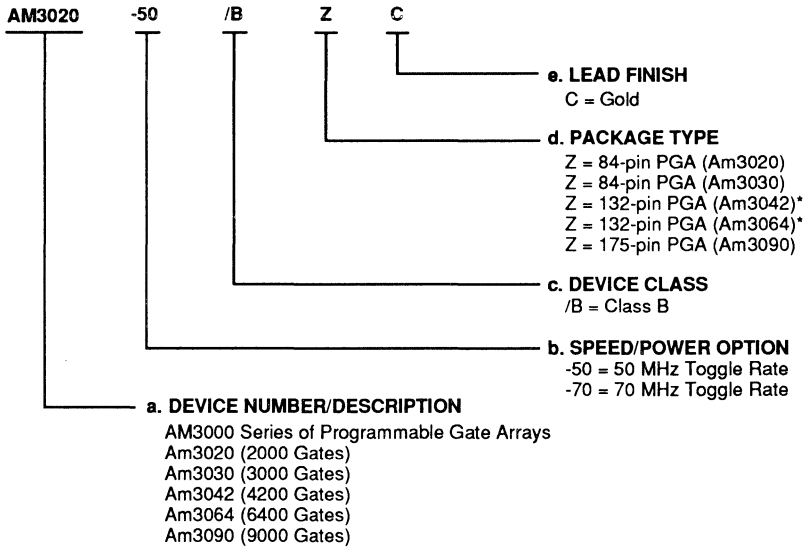 AM3020 -50 /B Z C
e. LEAD FINISH
C = Gold
d. PACKAGE TYPE
Z = 84-pin PGA (Am3020)
Z = 84-pin PGA (Am3030)
Z = 132-pin PGA (Am3042)*
Z = 132-pin PGA (Am3064)*
Z = 175-pin PGA (Am3090)
c. DEVICE CLASS
/B = Class B
b. SPEED/POWER OPTION
-50 = 50 MHz Toggle Rate
-70 = 70 MHz Toggle Rate
a. DEVICE NUMBER/DESCRIPTION
AM3000 Series of Programmable Gate Arrays
Am3020 (2000 Gates)
Am3030 (3000 Gates)
Am3042 (4200 Gates)
Am3064 (6400 Gates)
Am3090 (9000 Gates)